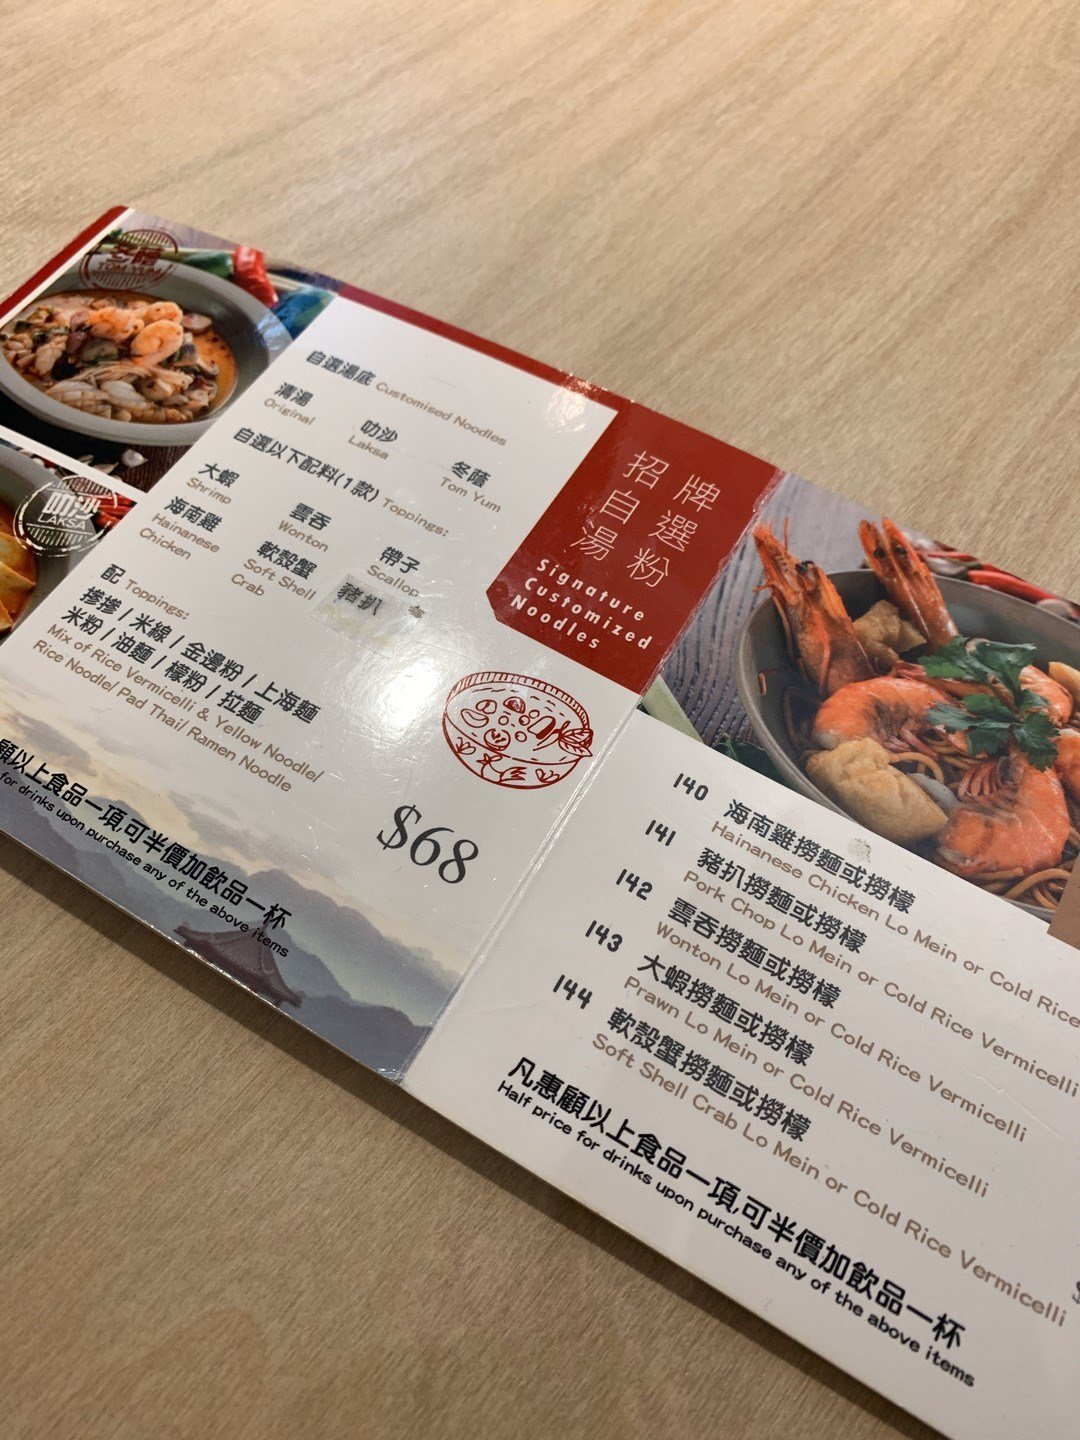 TOM YUM
叻沙
LAKSA
自選湯底 Customised Noodles
清湯 叻沙 冬蔭
Original Laksa Tom Yum
自選以下配料(1款) Toppings:
大蝦 雲吞 帶子
Shrimp Wonton Scallop
海南雞 軟殼蟹 豬扒
Hainanese Chicken Soft Shell Crab
配 Toppings:
摻摻 / 米線 / 金邊粉 / 上海麵
米粉 / 油麵 / 檬粉 / 拉麵
Mix of Rice Vermicelli & Yellow Noodle/
Rice Noodle/ Pad Thai/ Ramen Noodle
顧以上食品一項,可半價加飲品一杯
for drinks upon purchase any of the above items
$68
招牌
自選
湯粉
Signature
Customized
Noodles
140 海南雞撈麵或撈檬
Hainanese Chicken Lo Mein or Cold Rice
141 豬扒撈麵或撈檬
Pork Chop Lo Mein or Cold Rice Vermicelli
142 雲吞撈麵或撈檬
Wonton Lo Mein or Cold Rice Vermicelli
143 大蝦撈麵或撈檬
Prawn Lo Mein or Cold Rice Vermicelli
144 軟殼蟹撈麵或撈檬
Soft Shell Crab Lo Mein or Cold Rice Vermicelli
凡惠顧以上食品一項,可半價加飲品一杯
Half price for drinks upon purchase any of the above items